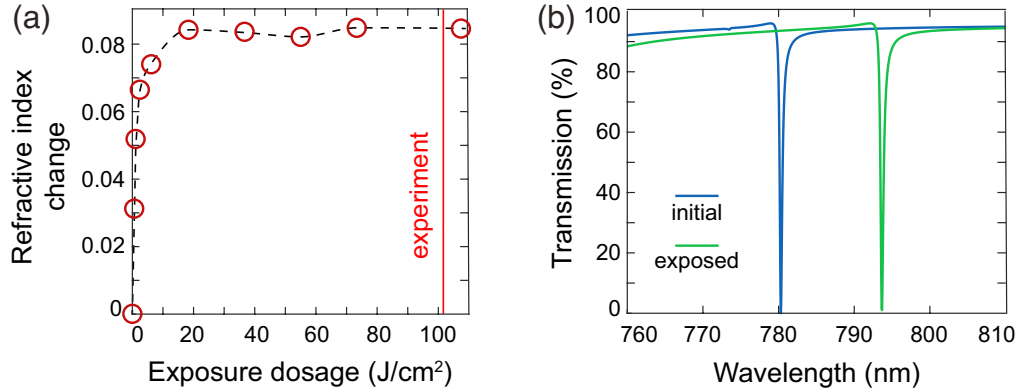 (a)
0.08
0.06
0.04
0.02
0
0 20 40 60 80 100
Refractive index
change
Exposure dosage (J/cm²)
experiment
(b)
100
80
60
40
20
0
760 770 780 790 800 810
Transmission (%)
Wavelength (nm)
initial
exposed